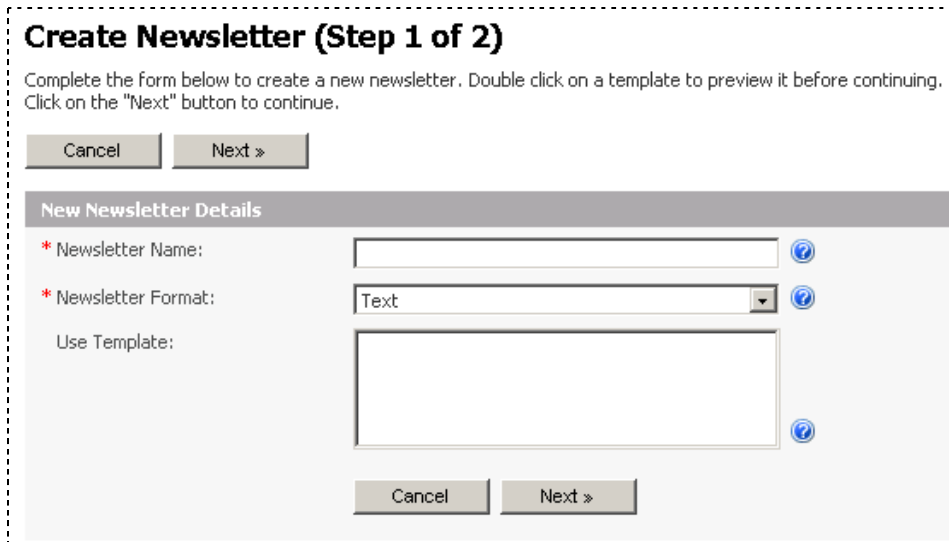 Create Newsletter (Step 1 of 2)
Complete the form below to create a new newsletter. Double click on a template to preview it before continuing.
Click on the "Next" button to continue.
Cancel Next »
New Newsletter Details
* Newsletter Name:
* Newsletter Format: Text
Use Template:
Cancel Next »